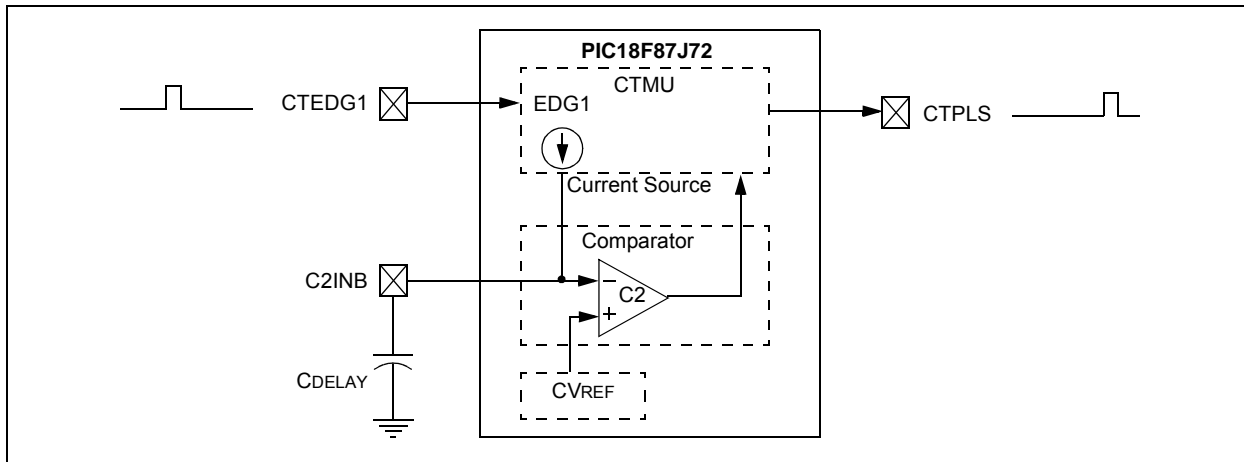 PIC18F87J72
CTMU
CTEDG1
EDG1
CTPLS
Current Source
Comparator
C2INB
−
C2
+
CDELAY
CVREF